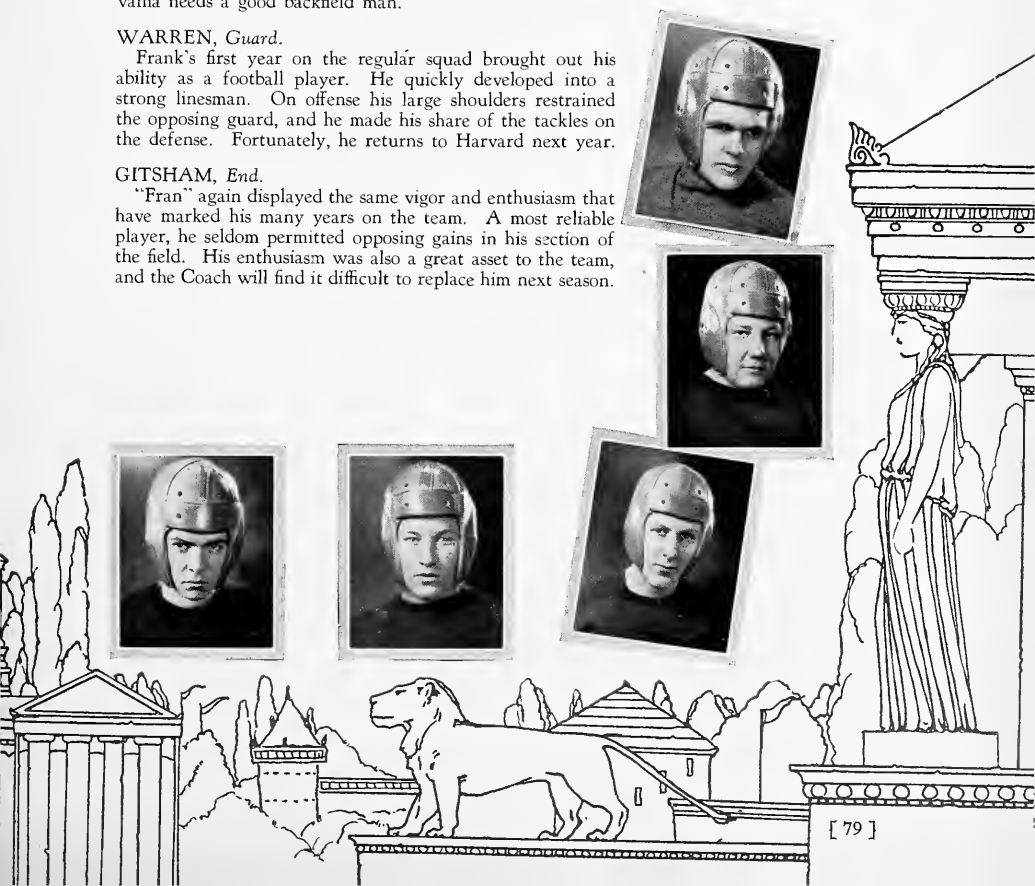 vania needs a good backfield man.
WARREN, Guard.
Frank's first year on the regular squad brought out his
ability as a football player. He quickly developed into a
strong linesman. On offense his large shoulders restrained
the opposing guard, and he made his share of the tackles on
the defense. Fortunately, he returns to Harvard next year.
GITSHAM, End.
"Fran" again displayed the same vigor and enthusiasm that
have marked his many years on the team. A most reliable
player, he seldom permitted opposing gains in his section of
the field. His enthusiasm was also a great asset to the team,
and the Coach will find it difficult to replace him next season.
[ 79 ]